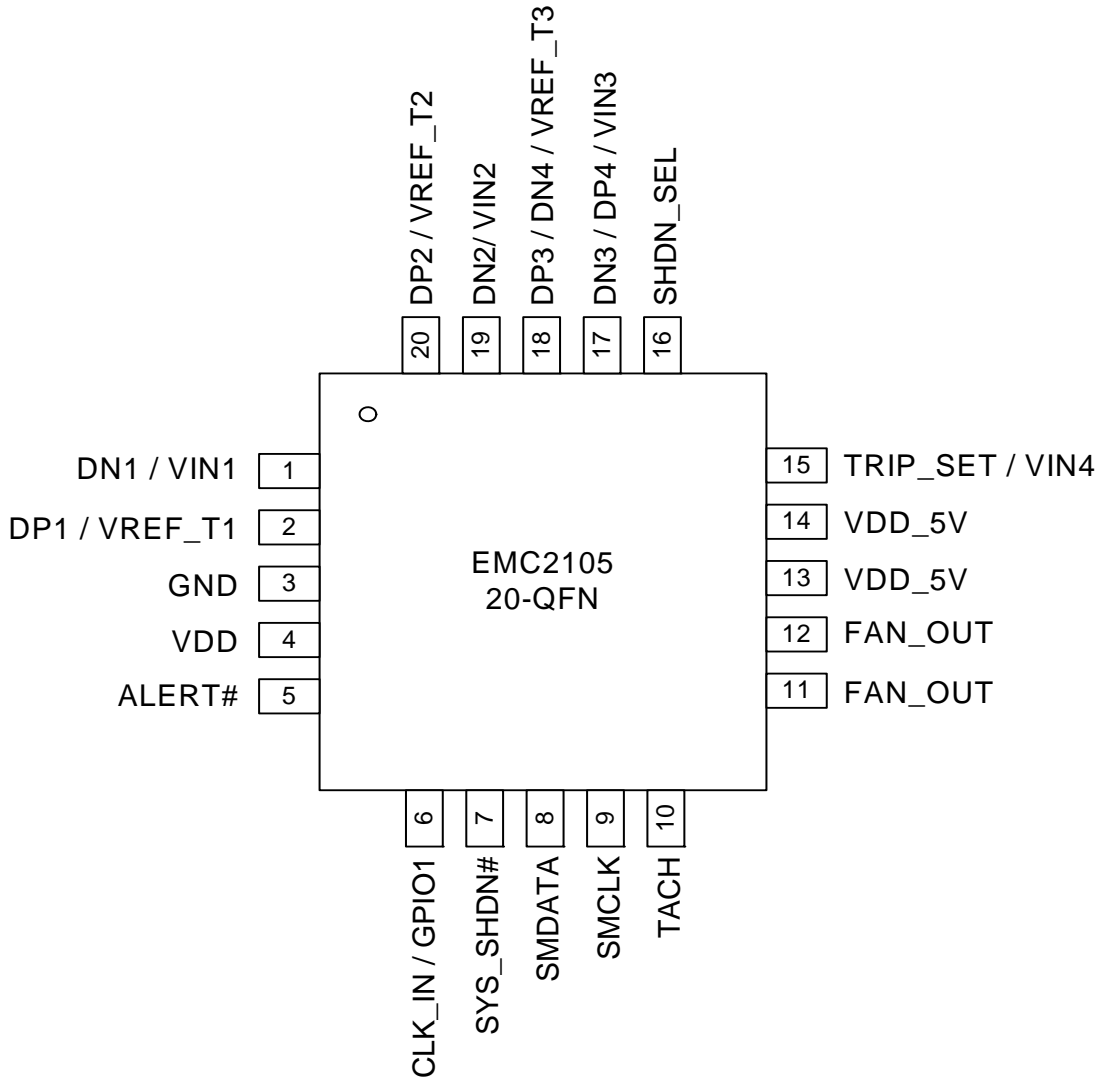 DP2 / VREF_T2
DN2/ VIN2
DP3 / DN4 / VREF_T3
DN3 / DP4 / VIN3
SHDN_SEL
20
19
18
17
16
DN1 / VIN1
1
DP1 / VREF_T1
2
GND
3
VDD
4
ALERT#
5
EMC2105
20-QFN
15
TRIP_SET / VIN4
14
VDD_5V
13
VDD_5V
12
FAN_OUT
11
FAN_OUT
6
7
8
9
10
CLK_IN / GPIO1
SYS_SHDN#
SMDATA
SMCLK
TACH